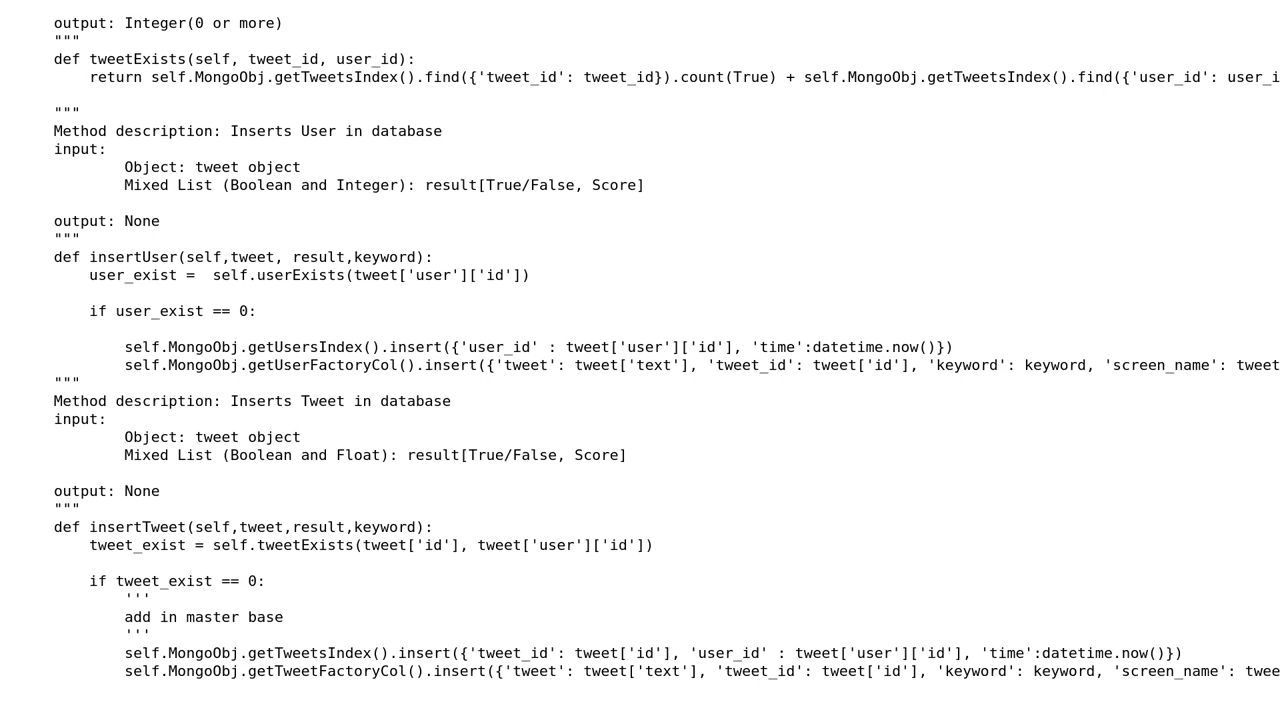 output: Integer(0 or more)
"""
def tweetExists(self, tweet_id, user_id):
return self.MongoObj.getTweetsIndex().find({'tweet_id': tweet_id}).count(True) + self.MongoObj.getTweetsIndex().find({'user_id': user_i
"""
Method description: Inserts User in database
input:
Object: tweet object
Mixed List (Boolean and Integer): result[True/False, Score]
output: None
"""
def insertUser(self,tweet, result,keyword):
user_exist =  self.userExists(tweet['user']['id'])
if user_exist == 0:
self.MongoObj.getUsersIndex().insert({'user_id' : tweet['user']['id'], 'time':datetime.now()})
self.MongoObj.getUserFactoryCol().insert({'tweet': tweet['text'], 'tweet_id': tweet['id'], 'keyword': keyword, 'screen_name': tweet
"""
Method description: Inserts Tweet in database
input:
Object: tweet object
Mixed List (Boolean and Float): result[True/False, Score]
output: None
"""
def insertTweet(self,tweet,result,keyword):
tweet_exist = self.tweetExists(tweet['id'], tweet['user']['id'])
if tweet_exist == 0:
'''
add in master base
'''
self.MongoObj.getTweetsIndex().insert({'tweet_id': tweet['id'], 'user_id' : tweet['user']['id'], 'time':datetime.now()})
self.MongoObj.getTweetFactoryCol().insert({'tweet': tweet['text'], 'tweet_id': tweet['id'], 'keyword': keyword, 'screen_name': twee